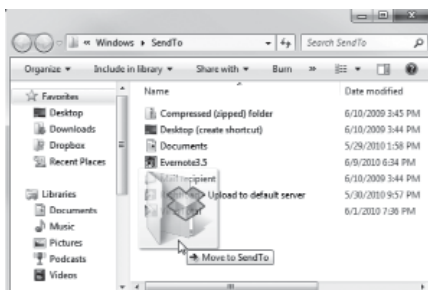 « Windows ▸ SendTo
Search SendTo
Organize ▾ Include in library ▾ Share with ▾ Burn »
Name Date modified
Favorites
Desktop
Downloads
Dropbox
Recent Places
Libraries
Documents
Music
Pictures
Podcasts
Videos
Compressed (zipped) folder 6/10/2009 3:45 PM
Desktop (create shortcut) 6/10/2009 3:44 PM
Documents 5/29/2010 1:58 PM
Evernote3.5 6/9/2010 6:34 PM
recipient 6/10/2009 3:44 PM
Upload to default server 5/30/2010 9:57 PM
6/1/2010 7:36 PM
Move to SendTo